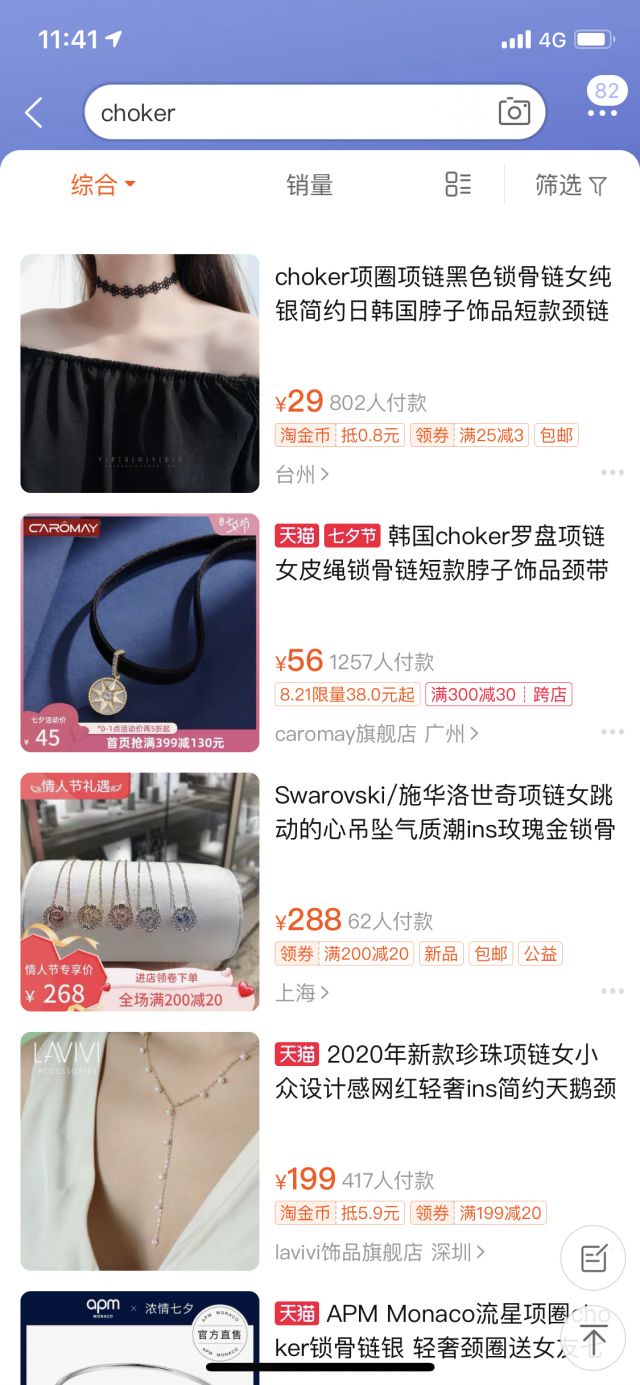 11:41
4G
choker
82
综合
销量
筛选
choker项圈项链黑色锁骨链女纯
银简约日韩国脖子饰品短款颈链
¥29 802人付款
淘金币 抵0.8元 领券 满25减3 包邮
台州
CAROMAY
七夕节
天猫 七夕节 韩国choker罗盘项链
女皮绳锁骨链短款脖子饰品颈带
¥56 1257人付款
8.21限量38.0元起 满300减30 跨店
七夕活动价
¥ 45
*0-1点活动价再5折起
首页抢满399减130元
caromay旗舰店 广州
情人节礼遇
Swarovski/施华洛世奇项链女跳
动的心吊坠气质潮ins玫瑰金锁骨
¥288 62人付款
领券 满200减20 新品 包邮 公益
情人节专享价
¥ 268
进店领卷下单
全场满200减20
上海
LAVIVI
ACCESSORIES
天猫 2020年新款珍珠项链女小
众设计感网红轻奢ins简约天鹅颈
¥199 417人付款
淘金币 抵5.9元 领券 满199减20
lavivi饰品旗舰店 深圳
apm
MONACO
× 浓情七夕
APM MONACO
官方直售
APM MONACO
天猫 APM Monaco流星项圈cho
ker锁骨链银 轻奢颈圈送女友七